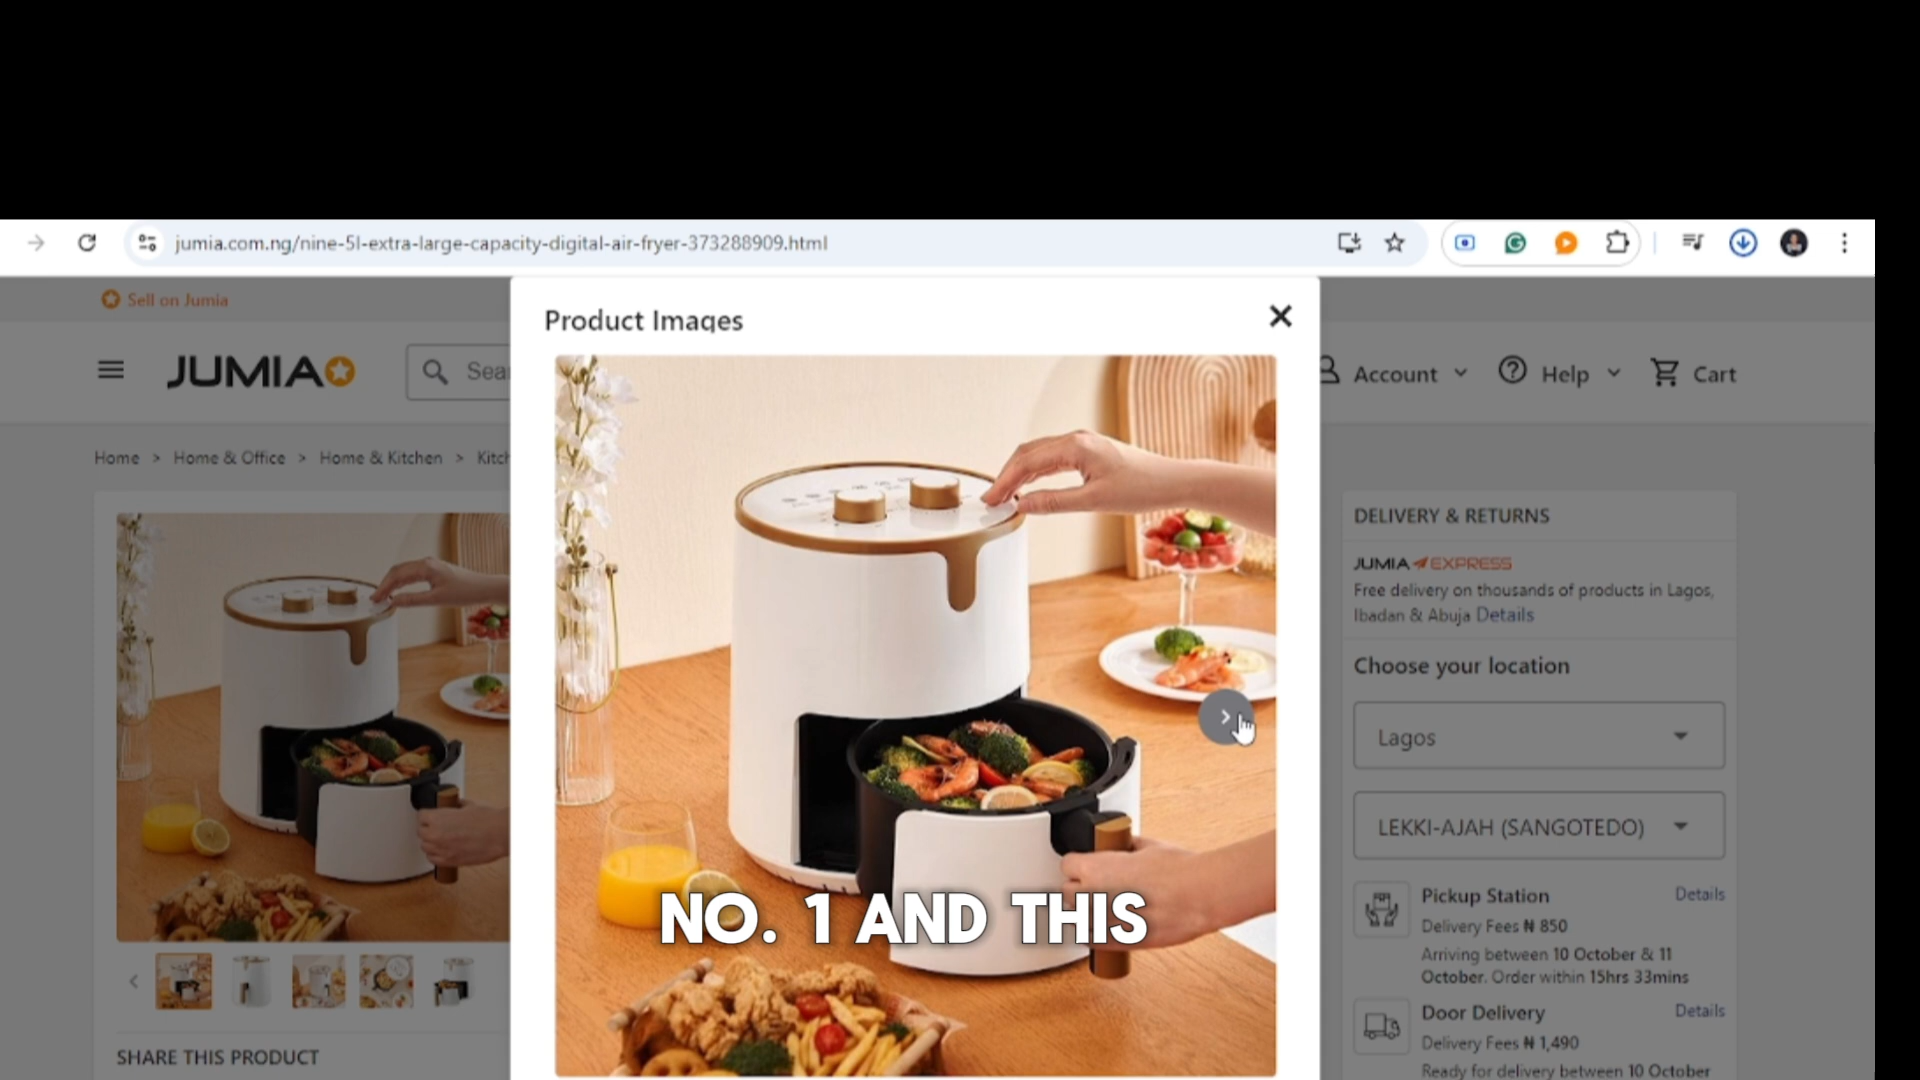 jumia.com.ng/nine-5l-extra-large-capacity-digital-air-fryer-373288909.html
Sell on Jumia
Product Images
JUMIA
Sea
Account
Help
Cart
Home > Home & Office > Home & Kitchen > Kitch
DELIVERY & RETURNS
JUMIA EXPRESS
Free delivery on thousands of products in Lagos,
Ibadan & Abuja Details
Choose your location
Lagos
LEKKI-AJAH (SANGOTEDO)
Pickup Station
Details
Delivery Fees ₦ 850
Arriving between 10 October & 11
October. Order within 15hrs 33mins
Door Delivery
Details
Delivery Fees ₦ 1,490
Ready for delivery between 10 October
NO. 1 AND THIS
SHARE THIS PRODUCT